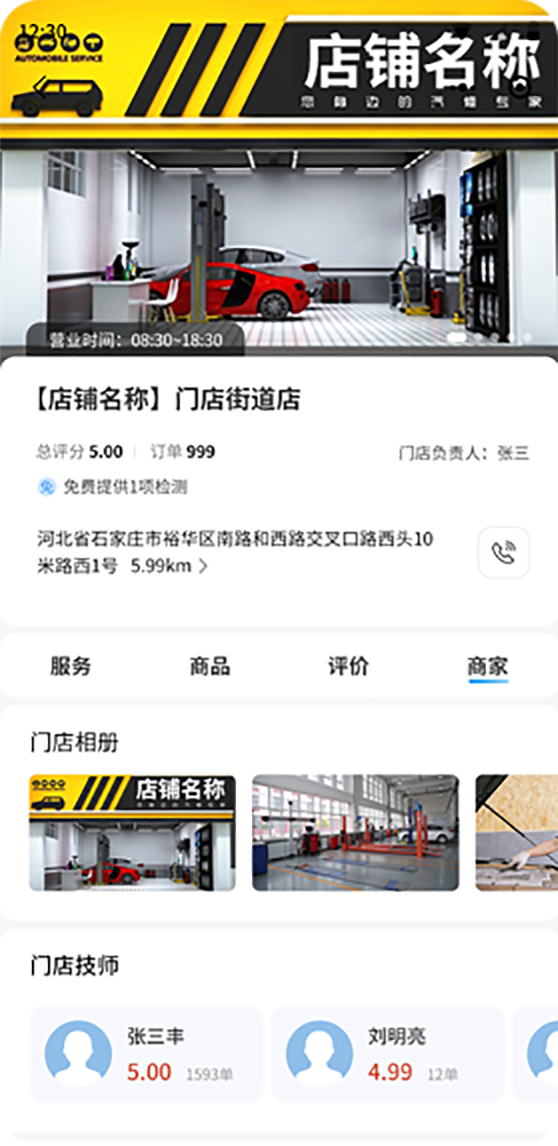 12:30
AUTOMOBILE SERVICE
店铺名称
您身边的汽修专家
营业时间：08:30~18:30
【店铺名称】门店街道店
总评分 5.00 订单 999
门店负责人：张三
免 免费提供1项检测
河北省石家庄市裕华区南路和西路交叉口路西头10
米路西1号 5.99km
服务 商品 评价 商家
门店相册
店铺名称
门店技师
张三丰
5.00 1593单
刘明亮
4.99 12单